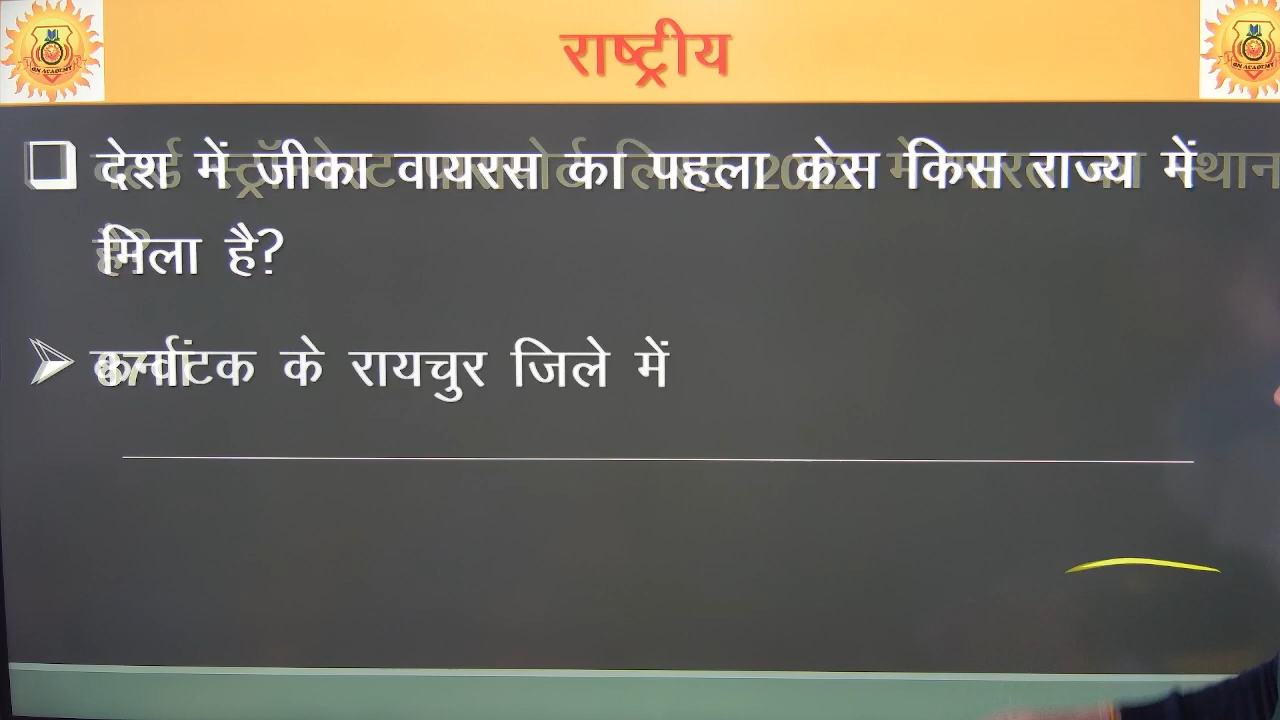 राष्ट्रीय
देश में जीका वायरस का पहला केस किस राज्य में
मिला है?
कर्नाटक के रायचुर जिले में